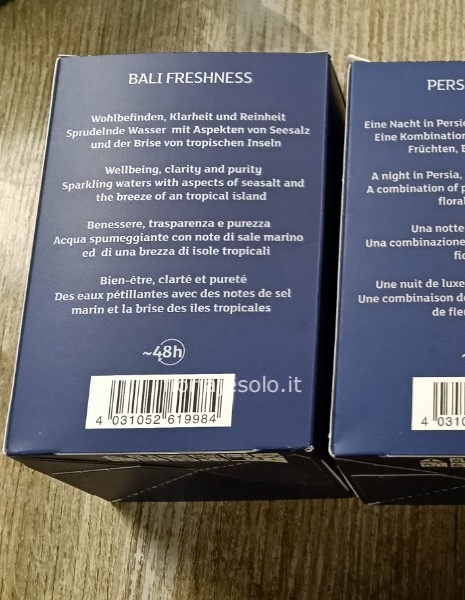 BALI FRESHNESS
Wohlbefinden, Klarheit und Reinheit
Sprudelnde Wasser mit Aspekten von Seesalz
und der Brise von tropischen Inseln
Wellbeing, clarity and purity
Sparkling waters with aspects of seasalt and
the breeze of an tropical island
Benessere, trasparenza e purezza
Acqua spumeggiante con note di sale marino
ed di una brezza di isole tropicali
Bien-être, clarté et pureté
Des eaux pétillantes avec des notes de sel
marin et la brise des îles tropicales
~48h
4 031052 619984
PERS
Eine Nacht in Persie
Eine Kombination
Früchten, B
A night in Persia,
A combination of p
floral
Una notte
Una combinazione
Une nuit de luxe
Une combinaison de
de fle
4 0310
esolo.it